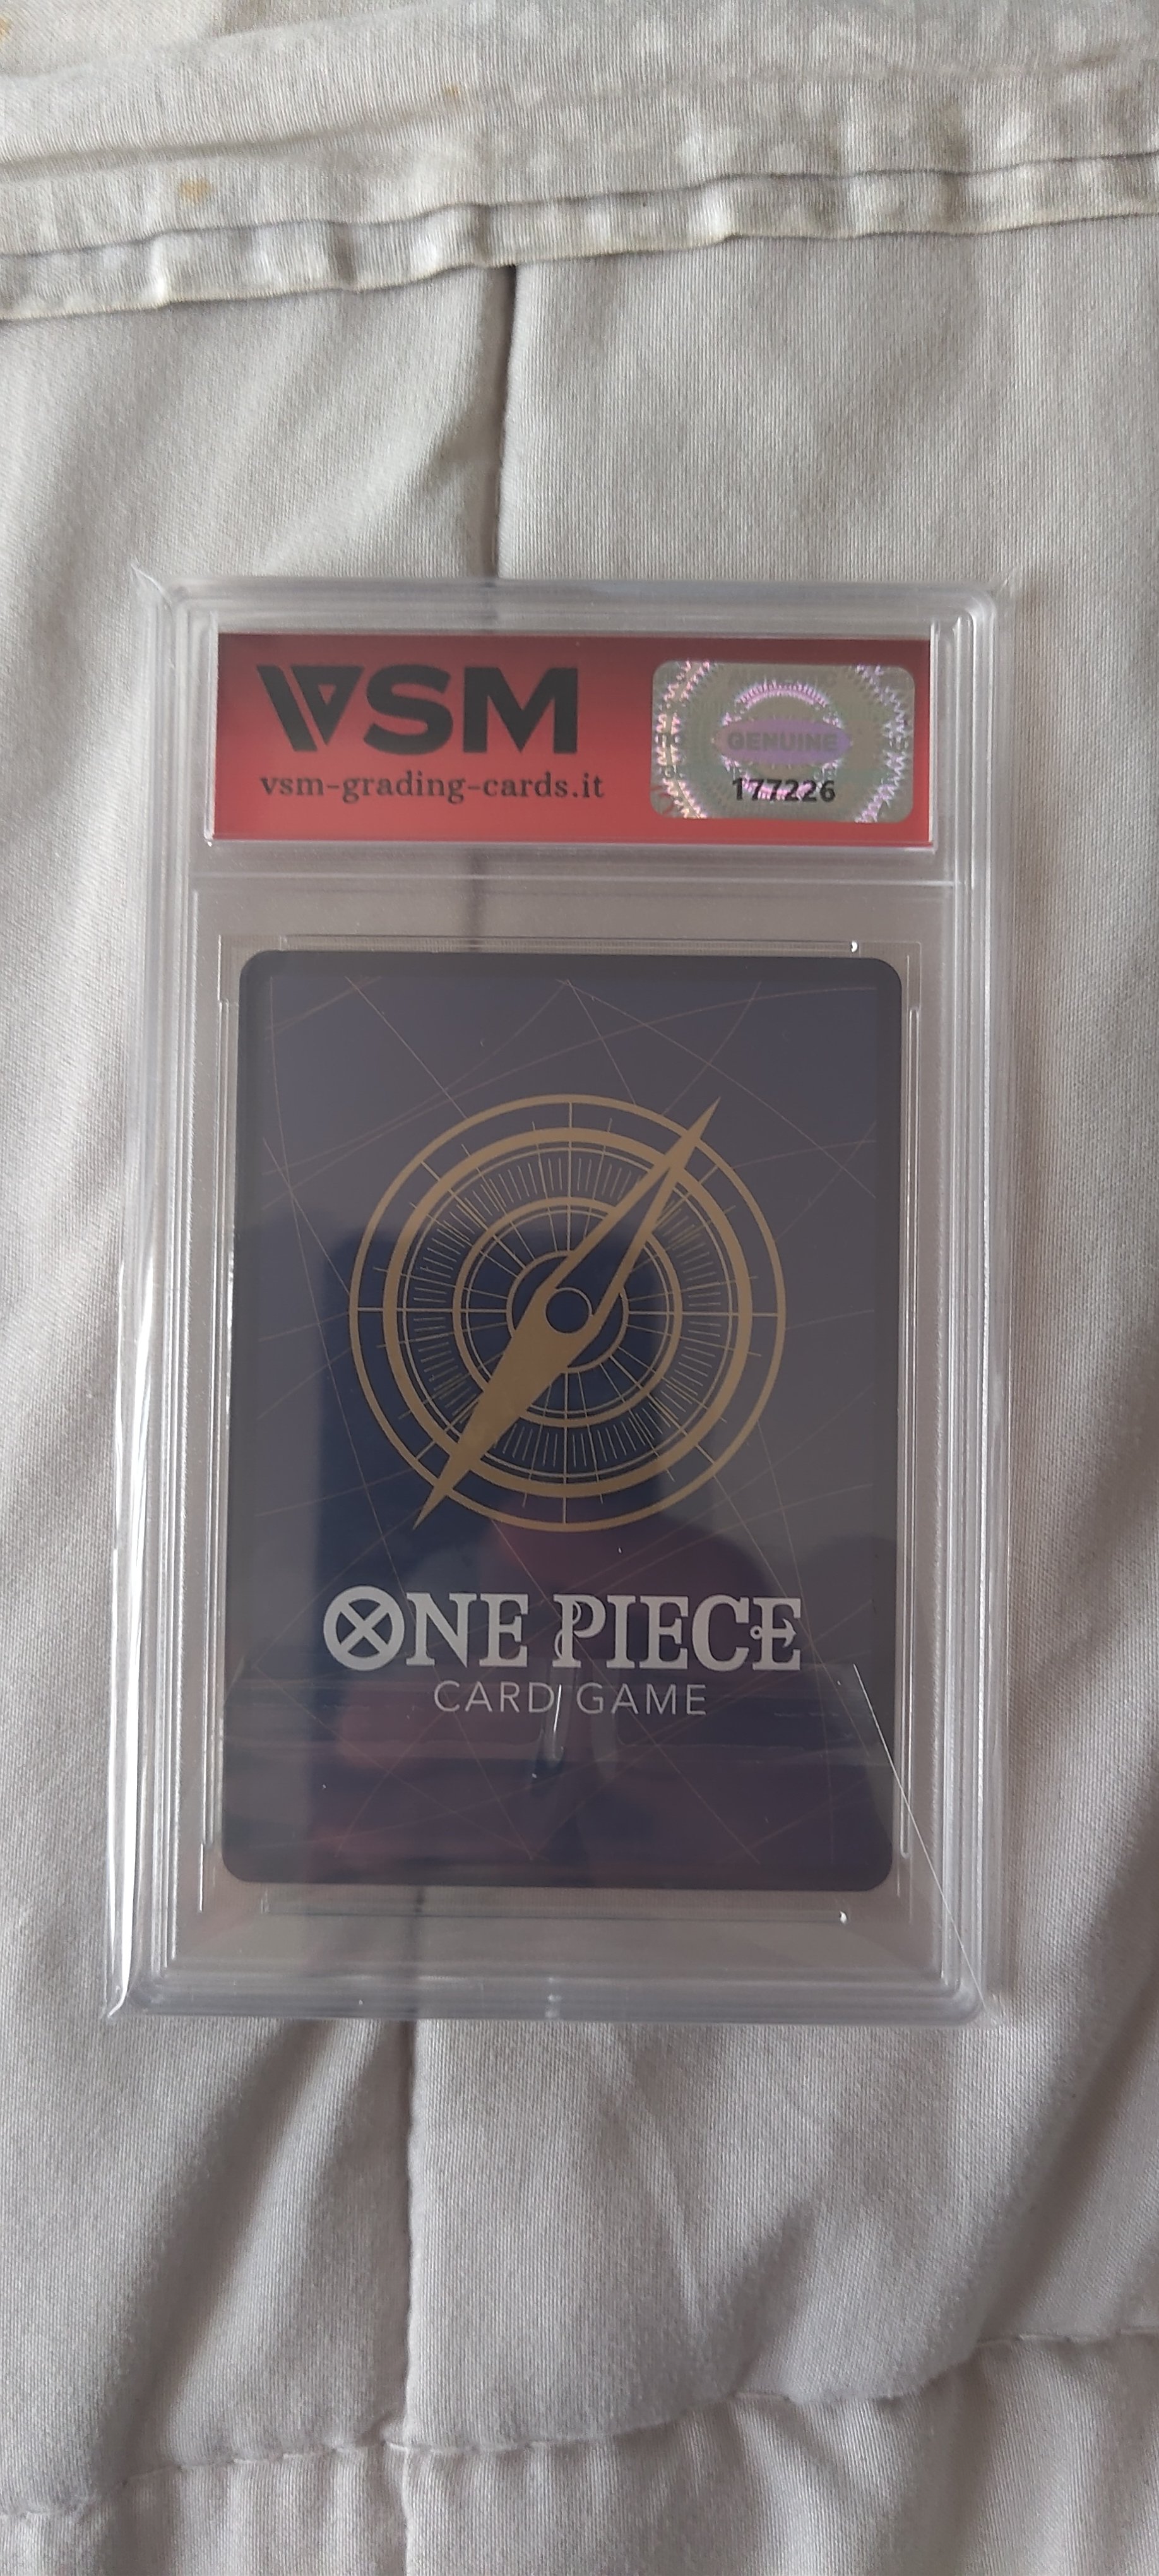 VSM
vsm-grading-cards.it
GENUINE
177226
ONE PIECE
CARD GAME